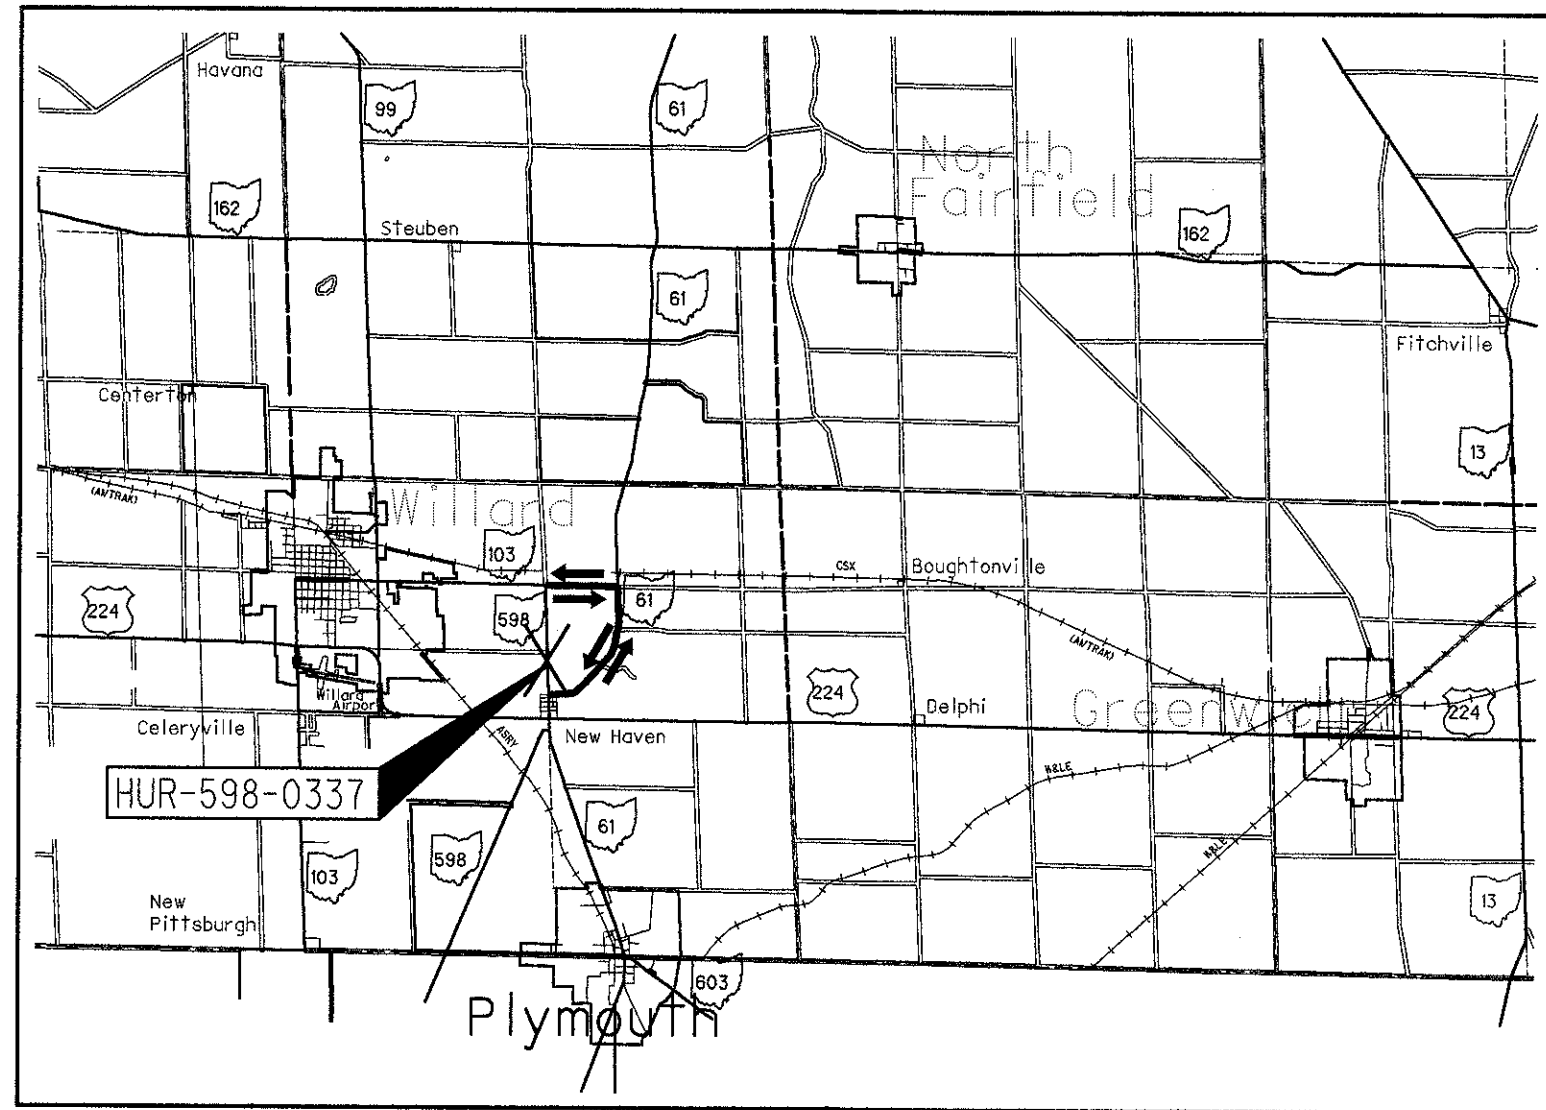 Havana
99
61
North
Fairfield
162
Steuben
162
61
Fitchville
Centerton
13
(AMTRAK)
Willard
103
CSX
Boughtonville
224
598
61
(AMTRAK)
224
Willard
Airport
Delphi
Greenwich
224
Celeryville
ASRY
New Haven
W&LE
HUR-598-0337
61
598
W&LE
103
13
New
Pittsburgh
603
Plymouth